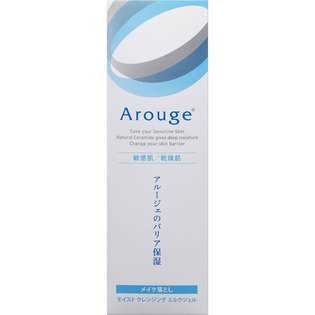 Arouge®
Save your Sensitive Skin
Natural Ceramide gives deep moisture
Change your skin barrier
敏感肌／乾燥肌
アルージェのバリア保湿
メイク落とし
モイスト クレンジング ミルクジェル